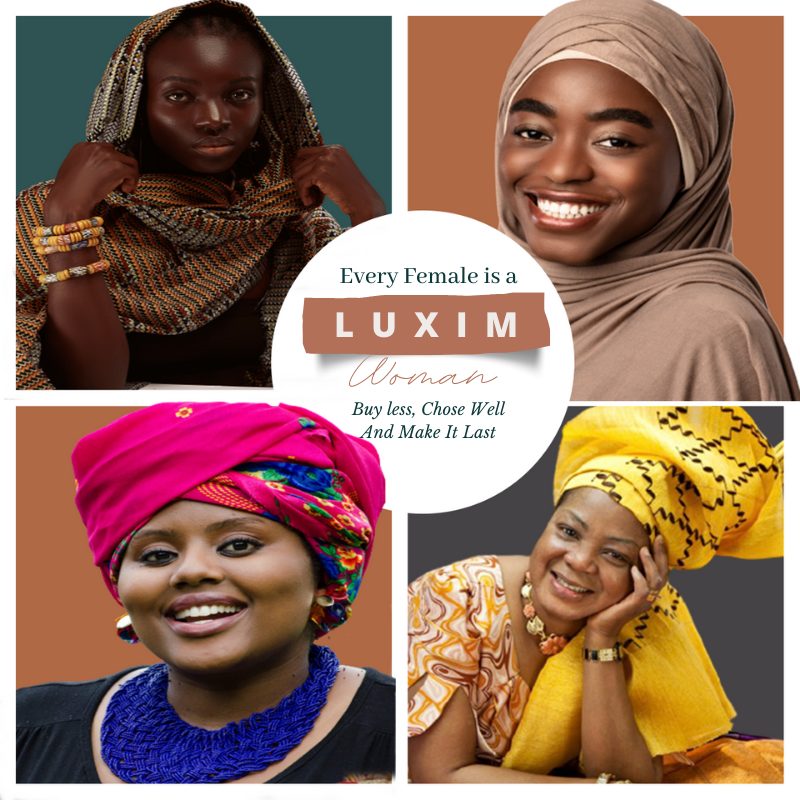 Every Female is a
LUXIM
Woman
Buy less, Chose Well
And Make It Last